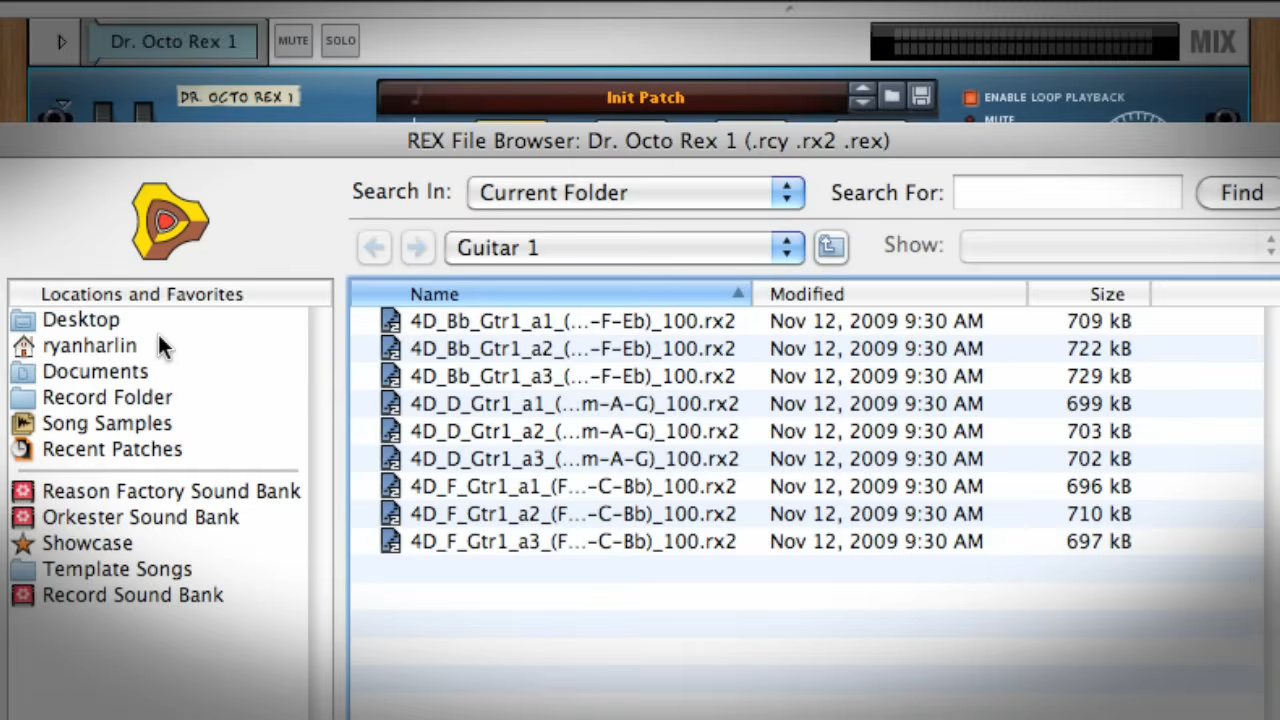 Dr. Octo Rex 1 MUTE SOLO MIX
DR. OCTO REX 1 Init Patch ENABLE LOOP PLAYBACK
MUTE
REX File Browser: Dr. Octo Rex 1 (.rcy .rx2 .rex)
Search In: Current Folder Search For: Find
Guitar 1 Show:
Locations and Favorites
Desktop
ryanharlin
Documents
Record Folder
Song Samples
Recent Patches
Reason Factory Sound Bank
Orkester Sound Bank
Showcase
Template Songs
Record Sound Bank
Name Modified Size
4D_Bb_Gtr1_a1_(...-F-Eb)_100.rx2 Nov 12, 2009 9:30 AM 709 kB
4D_Bb_Gtr1_a2_(...-F-Eb)_100.rx2 Nov 12, 2009 9:30 AM 722 kB
4D_Bb_Gtr1_a3_(...-F-Eb)_100.rx2 Nov 12, 2009 9:30 AM 729 kB
4D_D_Gtr1_a1_(...m-A-G)_100.rx2 Nov 12, 2009 9:30 AM 699 kB
4D_D_Gtr1_a2_(...m-A-G)_100.rx2 Nov 12, 2009 9:30 AM 703 kB
4D_D_Gtr1_a3_(...m-A-G)_100.rx2 Nov 12, 2009 9:30 AM 702 kB
4D_F_Gtr1_a1_(F...-C-Bb)_100.rx2 Nov 12, 2009 9:30 AM 696 kB
4D_F_Gtr1_a2_(F...-C-Bb)_100.rx2 Nov 12, 2009 9:30 AM 710 kB
4D_F_Gtr1_a3_(F...-C-Bb)_100.rx2 Nov 12, 2009 9:30 AM 697 kB